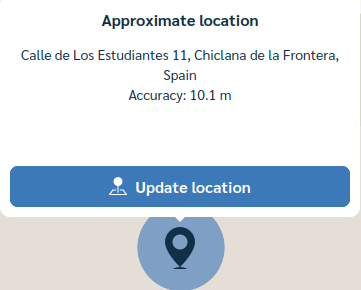 Approximate location
Calle de Los Estudiantes 11, Chiclana de la Frontera,
Spain
Accuracy: 10.1 m
Update location